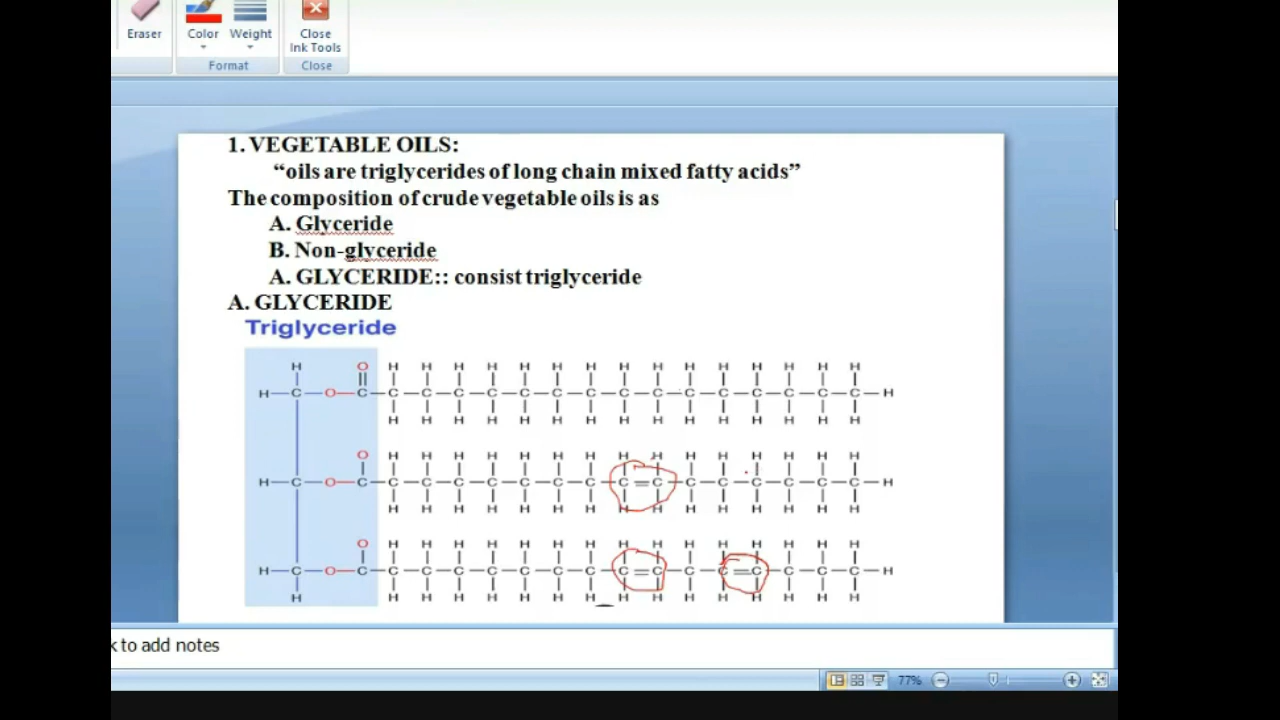 Eraser
Color
Weight
Close
Ink Tools
Format
Close
1. VEGETABLE OILS:
“oils are triglycerides of long chain mixed fatty acids”
The composition of crude vegetable oils is as
A. Glyceride
B. Non-glyceride
A. GLYCERIDE:: consist triglyceride
A. GLYCERIDE
Triglyceride
H O H H H H H H H H H H H H H H H
H—C—O—C—C—C—C—C—C—C—C—C—C—C—C—C—C—C—H
H H H H H H H H H H H H H H H
O H H H H H H H H H H H H H H H
H—C—O—C—C—C—C—C—C—C—C—C=C—C—C—C—C—C—C—H
H H H H H H H H H H H H H H H
O H H H H H H H H H H H H H H H
H—C—O—C—C—C—C—C—C—C—C—C=C—C—C=C—C—C—C—H
H H H H H H H H H H H H H H H H
k to add notes
77%